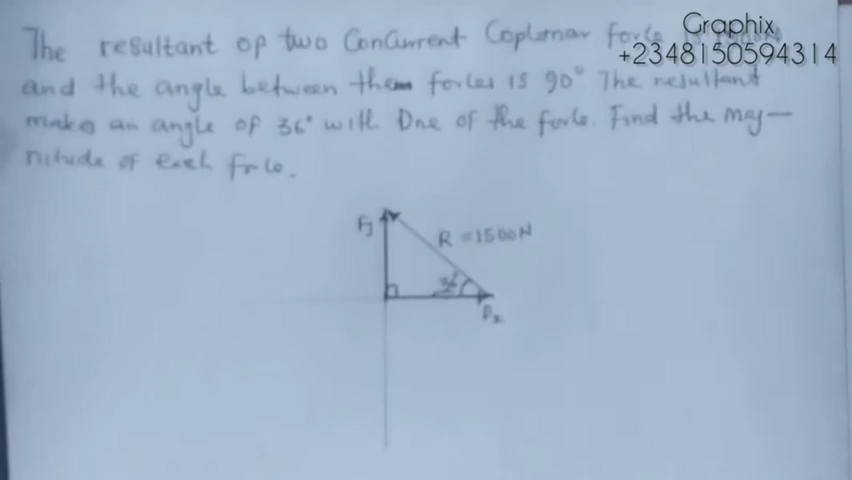 Graphix
+2348150594314
The resultant of two Concurrent Coplanar force
and the angle between them forces is 90° The resultant
makes an angle of 36° with One of the force. Find the mag-
nitude of each force.
Fy
R = 1500N
36°